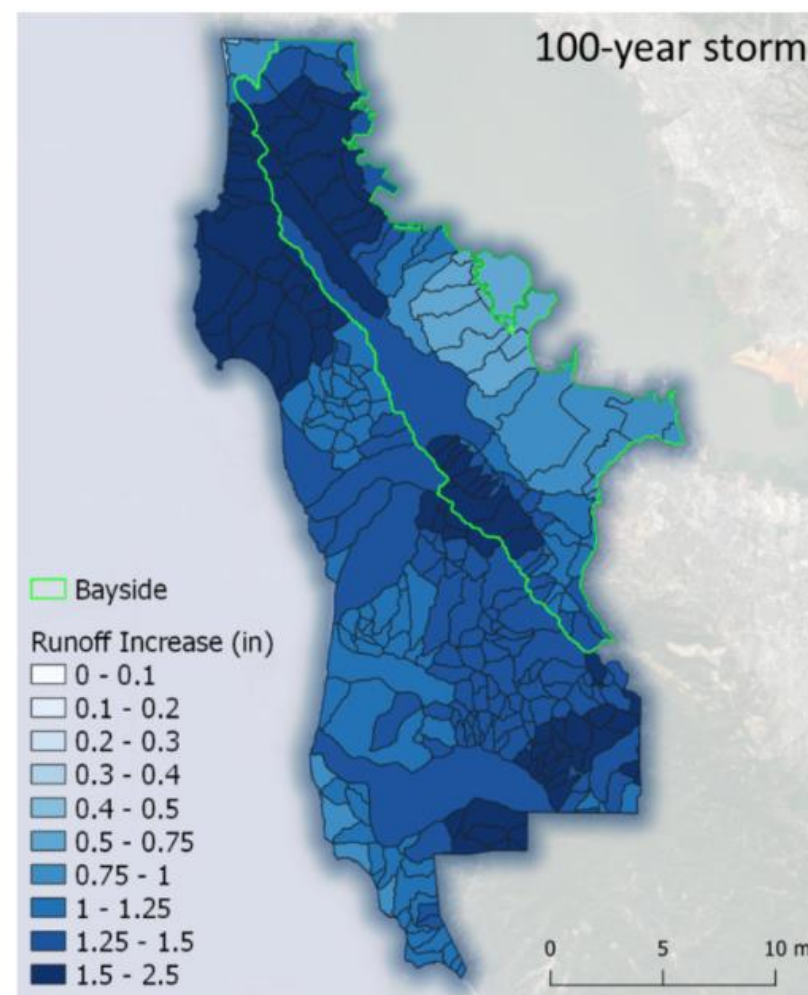 100-year storm
Bayside
Runoff Increase (in)
0 - 0.1
0.1 - 0.2
0.2 - 0.3
0.3 - 0.4
0.4 - 0.5
0.5 - 0.75
0.75 - 1
1 - 1.25
1.25 - 1.5
1.5 - 2.5
0 5 10 m